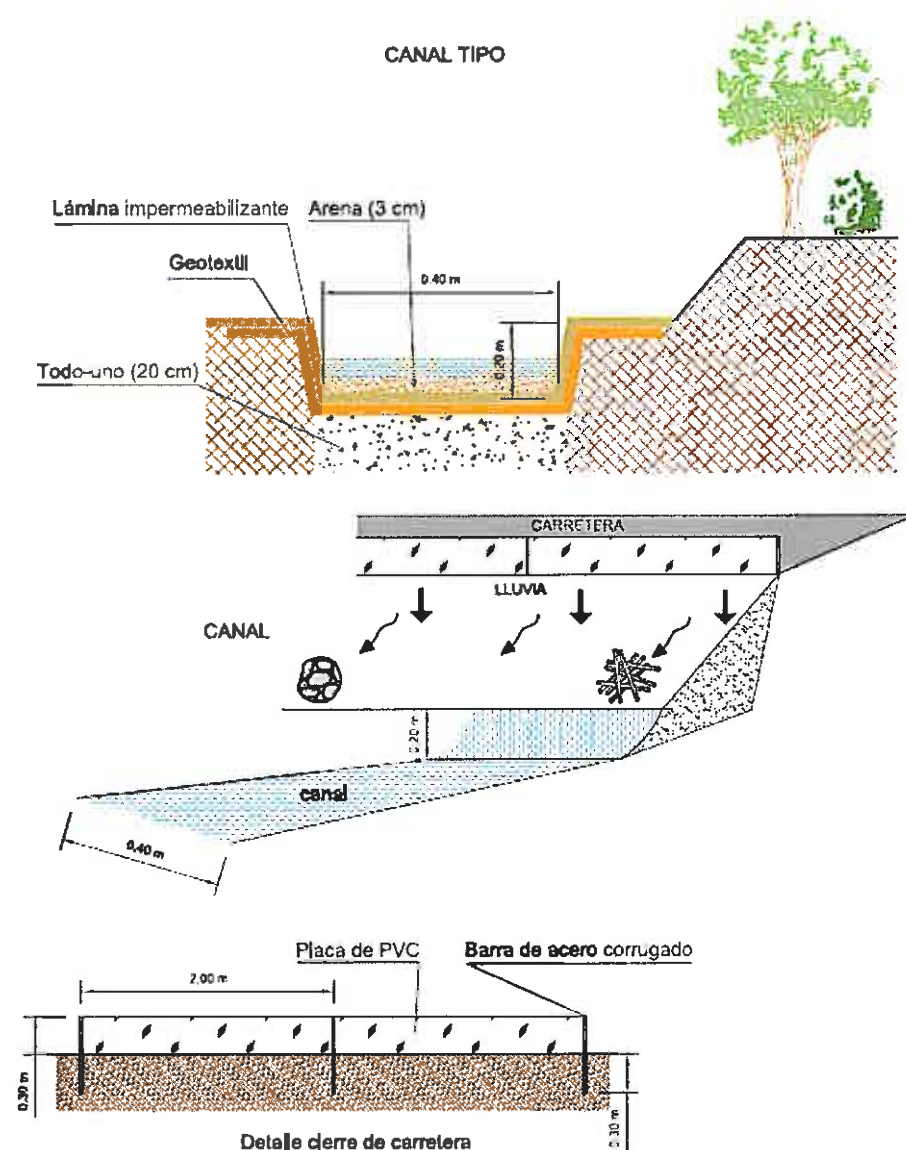 CANAL TIPO
Lámina impermeabilizante
Arena (3 cm)
Geotextil
0.40 m
0.20 m
Todo-uno (20 cm)
CARRETERA
LLUVIA
CANAL
0.20 m
canal
0,40 m
Placa de PVC
Barra de acero corrugado
2,00 m
0,30 m
0.30 m
Detalle cierre de carretera